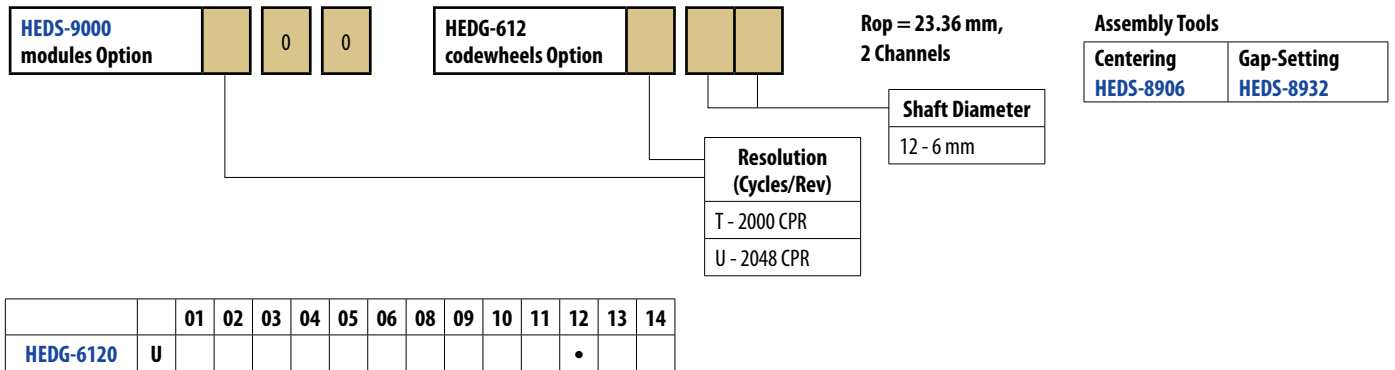 HEDS-9000
modules Option
0
0
HEDG-612
codewheels Option
Rop = 23.36 mm,
2 Channels
Assembly Tools
Centering
HEDS-8906
Gap-Setting
HEDS-8932
Shaft Diameter
12 - 6 mm
Resolution
(Cycles/Rev)
T - 2000 CPR
U - 2048 CPR
01 02 03 04 05 06 08 09 10 11 12 13 14
HEDG-6120 U •